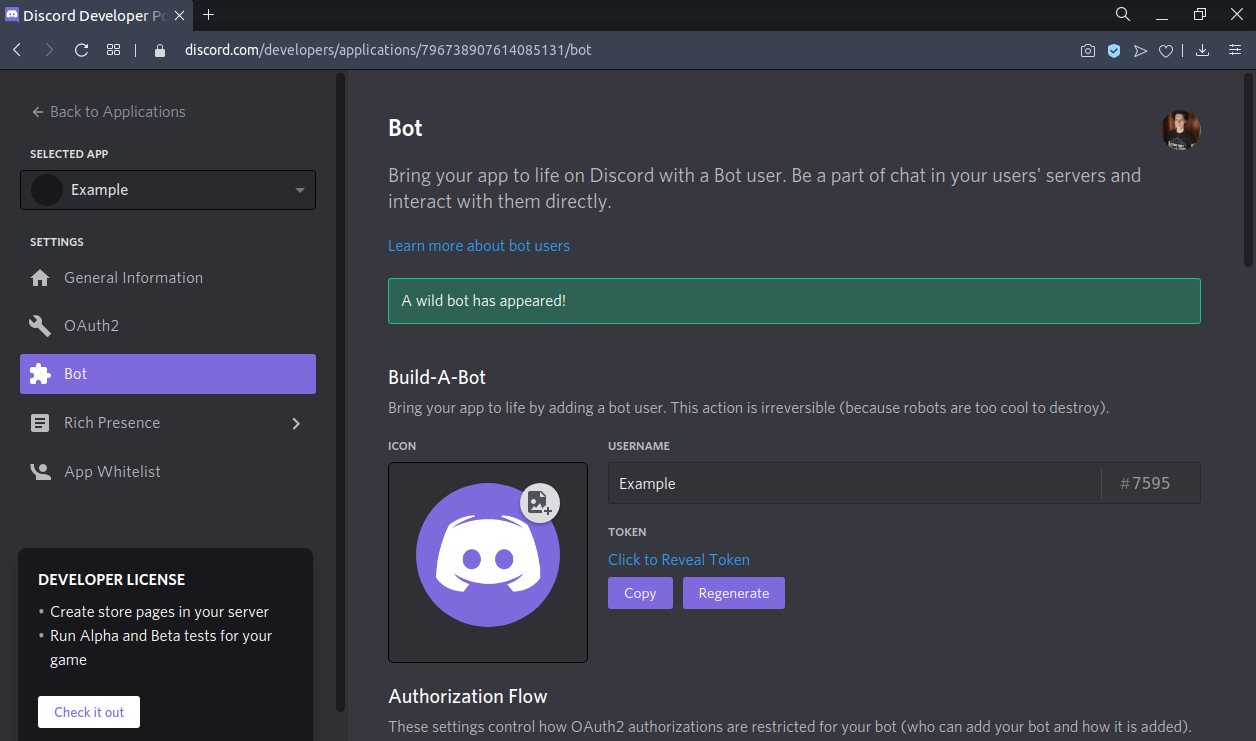 Discord Developer Po
discord.com/developers/applications/796738907614085131/bot
← Back to Applications
SELECTED APP
Example
SETTINGS
General Information
OAuth2
Bot
Rich Presence
App Whitelist
DEVELOPER LICENSE
• Create store pages in your server
• Run Alpha and Beta tests for your
game
Check it out
Bot
Bring your app to life on Discord with a Bot user. Be a part of chat in your users' servers and
interact with them directly.
Learn more about bot users
A wild bot has appeared!
Build-A-Bot
Bring your app to life by adding a bot user. This action is irreversible (because robots are too cool to destroy).
ICON
USERNAME
Example #7595
TOKEN
Click to Reveal Token
Copy Regenerate
Authorization Flow
These settings control how OAuth2 authorizations are restricted for your bot (who can add your bot and how it is added).